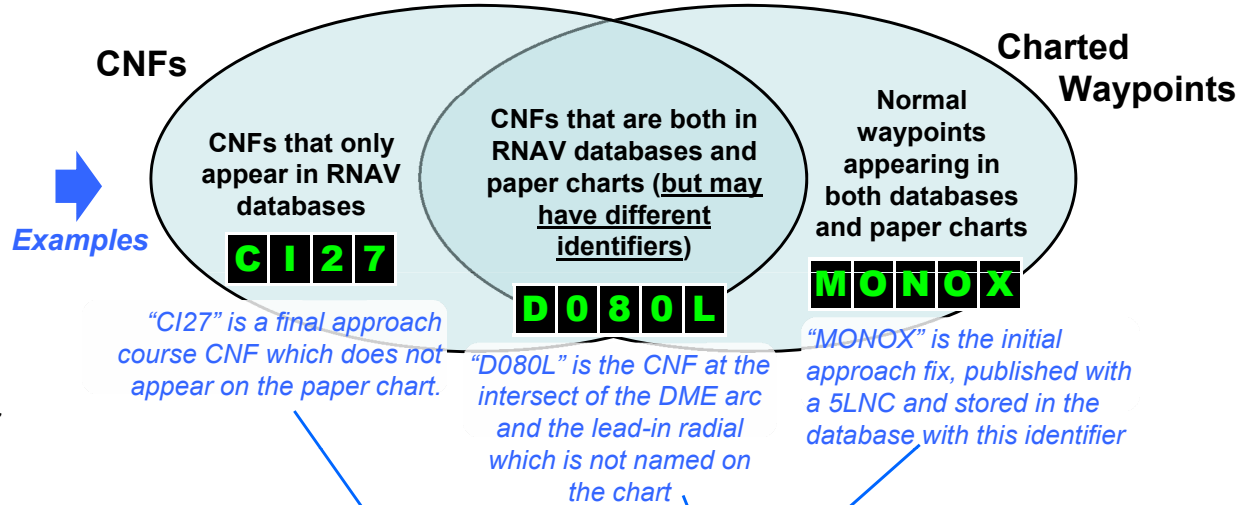 CNFs
Charted
Waypoints
CNFs that only
appear in RNAV
databases
CI27
CNFs that are both in
RNAV databases and
paper charts (but may
have different
identifiers)
D080L
Normal
waypoints
appearing in
both databases
and paper charts
MONOX
Examples
“CI27” is a final approach
course CNF which does not
appear on the paper chart.
“D080L” is the CNF at the
intersect of the DME arc
and the lead-in radial
which is not named on
the chart
“MONOX” is the initial
approach fix, published with
a 5LNC and stored in the
database with this identifier